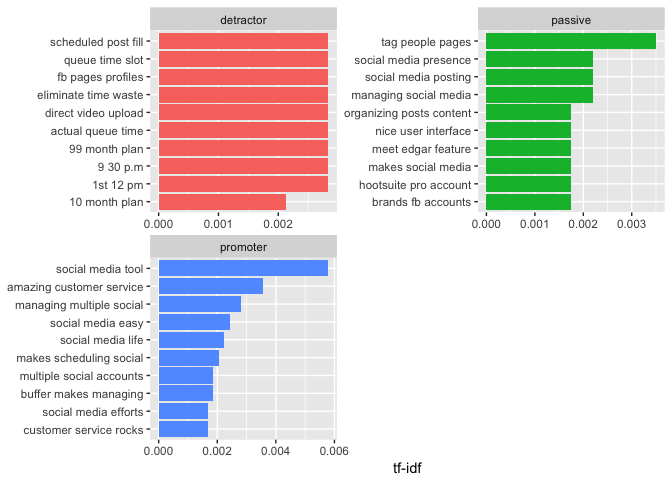 detractor
scheduled post fill
queue time slot
fb pages profiles
eliminate time waste
direct video upload
actual queue time
99 month plan
9 30 p.m
1st 12 pm
10 month plan
0.000 0.001 0.002
passive
tag people pages
social media presence
social media posting
managing social media
organizing posts content
nice user interface
meet edgar feature
makes social media
hootsuite pro account
brands fb accounts
0.000 0.001 0.002 0.003
promoter
social media tool
amazing customer service
managing multiple social
social media easy
social media life
makes scheduling social
multiple social accounts
buffer makes managing
social media efforts
customer service rocks
0.000 0.002 0.004 0.006
tf-idf